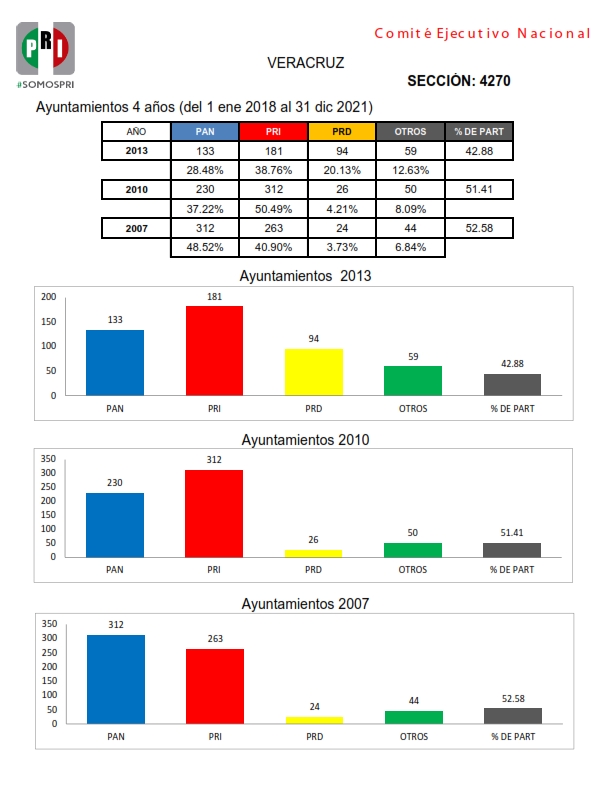 PRI
#SOMOSPRI
Comité Ejecutivo Nacional
VERACRUZ
SECCIÓN: 4270
Ayuntamientos 4 años (del 1 ene 2018 al 31 dic 2021)
AÑO PAN PRI PRD OTROS % DE PART
2013 133 181 94 59 42.88
28.48% 38.76% 20.13% 12.63%
2010 230 312 26 50 51.41
37.22% 50.49% 4.21% 8.09%
2007 312 263 24 44 52.58
48.52% 40.90% 3.73% 6.84%
Ayuntamientos 2013
200
150
100
50
0
133 181 94 59 42.88
PAN PRI PRD OTROS % DE PART
Ayuntamientos 2010
350
300
250
200
150
100
50
0
230 312 26 50 51.41
PAN PRI PRD OTROS % DE PART
Ayuntamientos 2007
350
300
250
200
150
100
50
0
312 263 24 44 52.58
PAN PRI PRD OTROS % DE PART